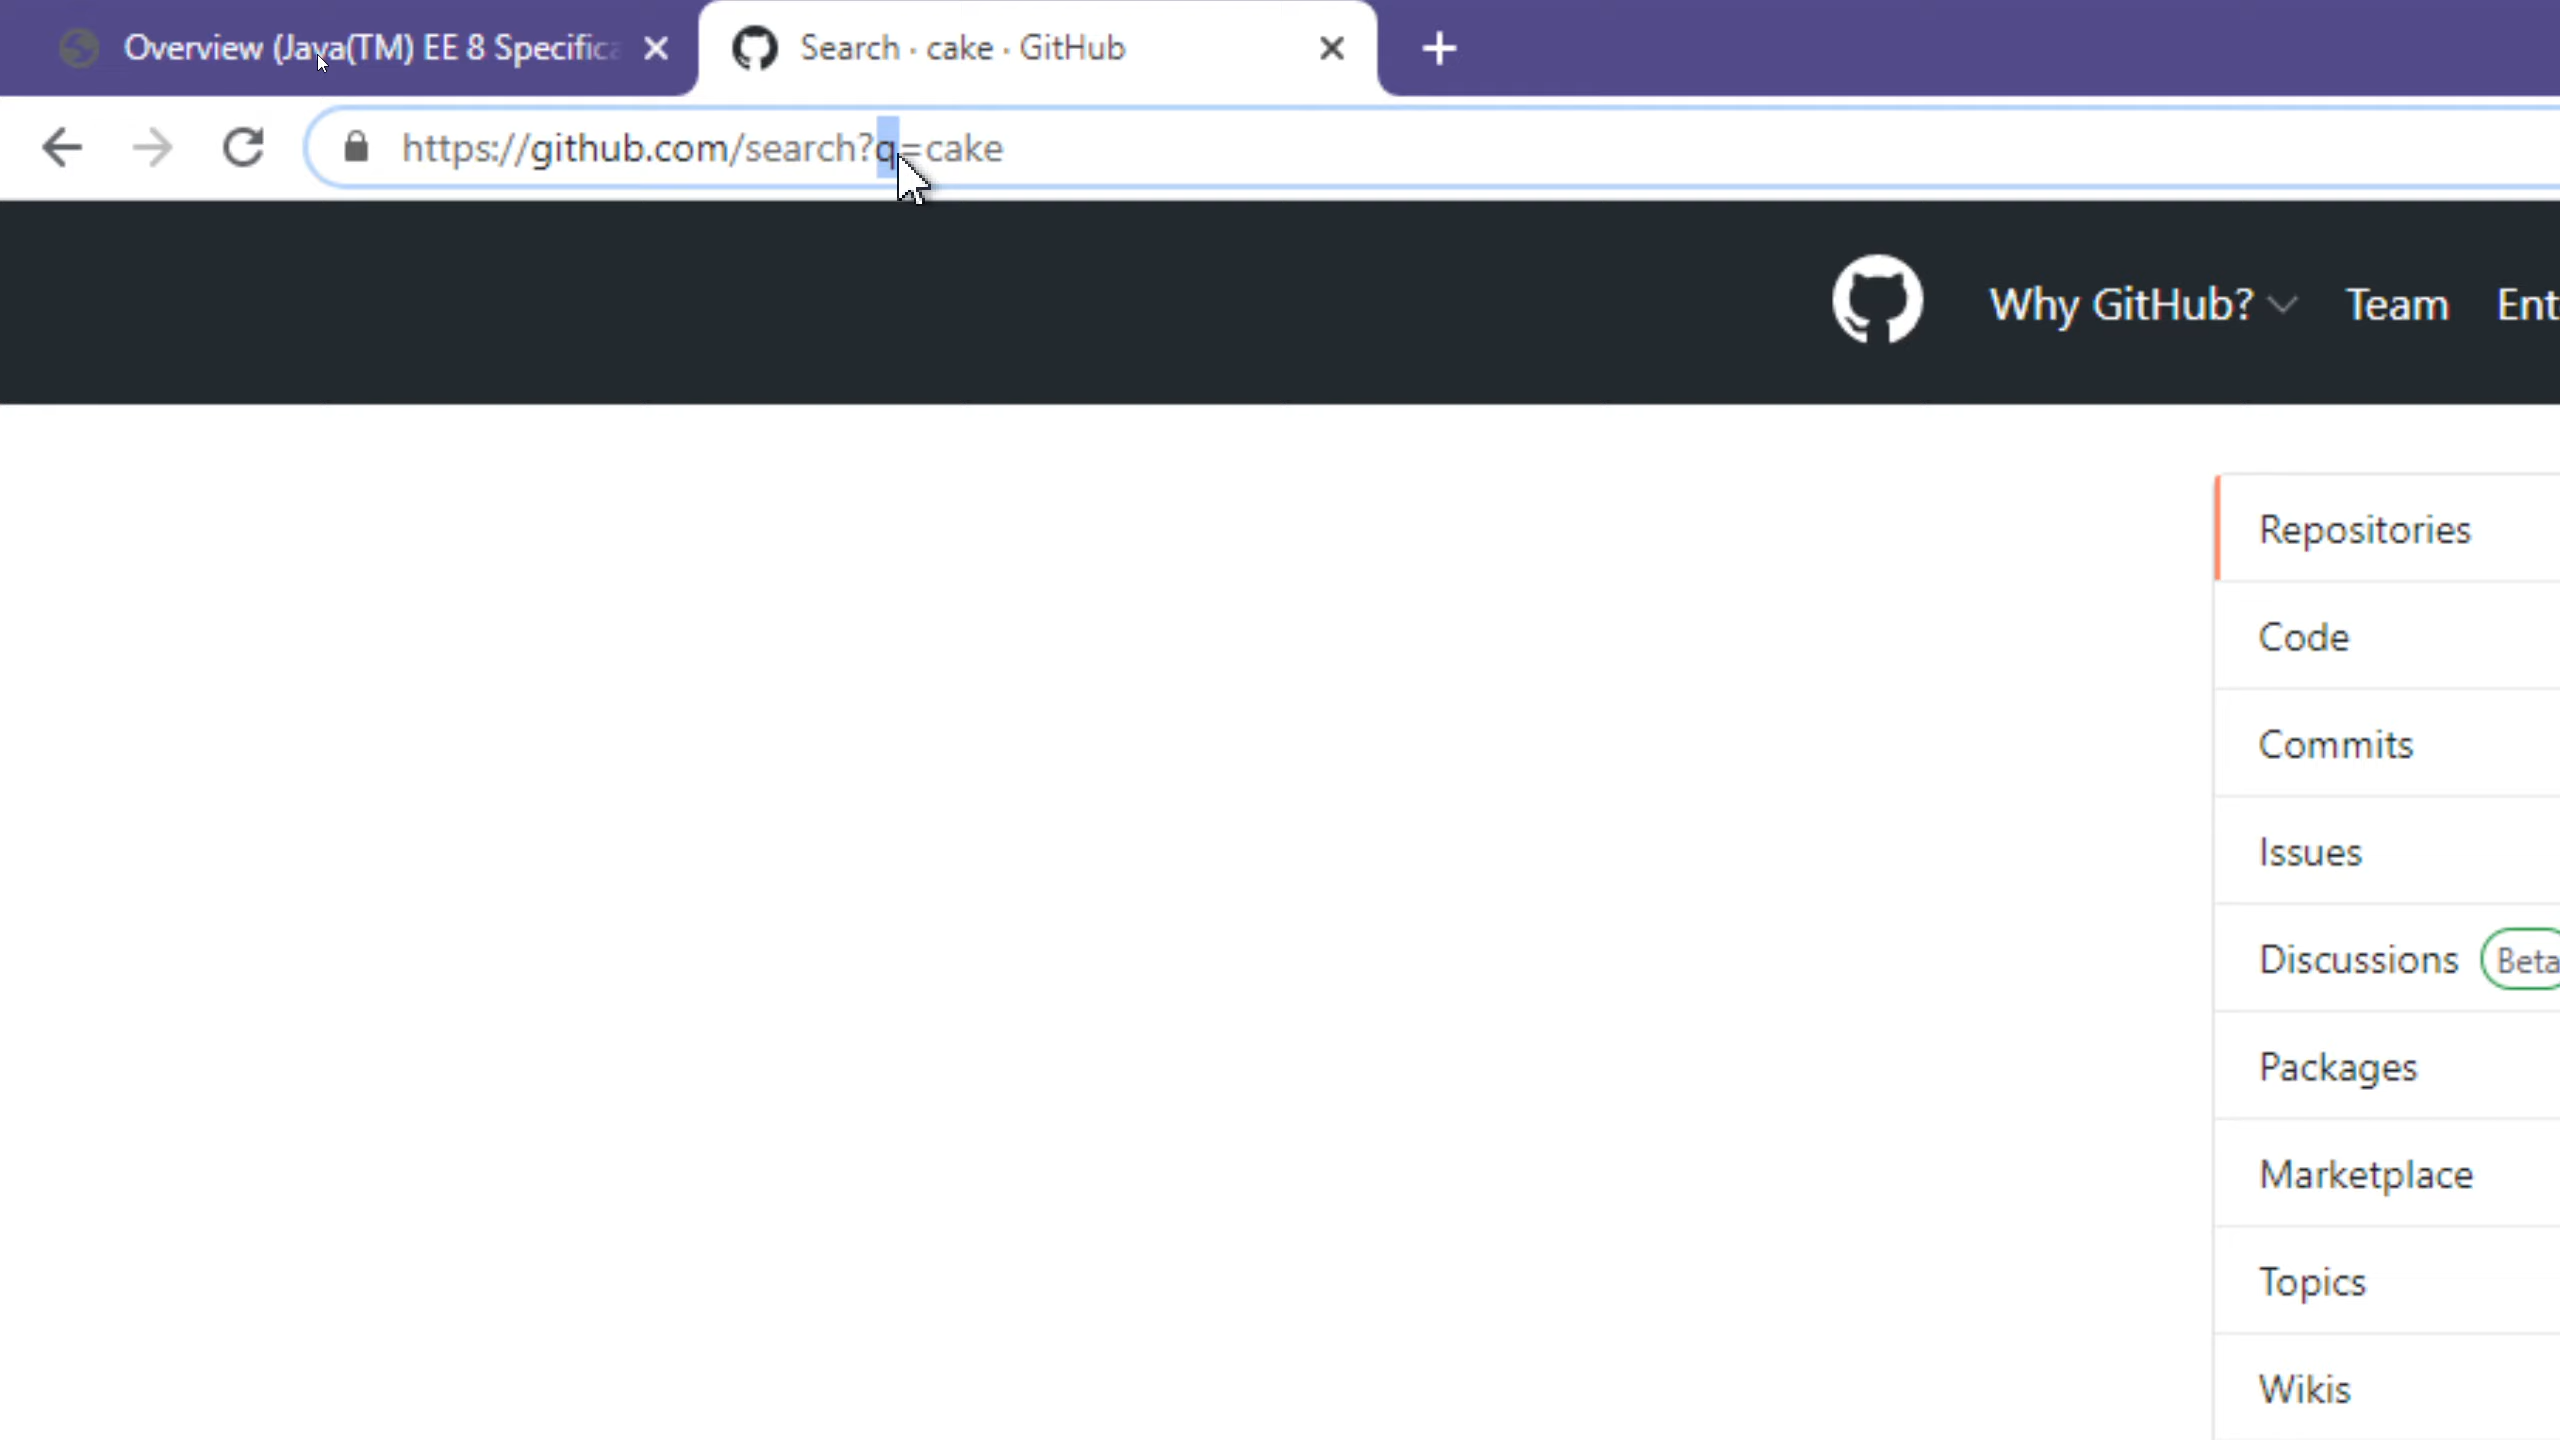 Overview (Java(TM) EE 8 Specifica
Search · cake · GitHub
https://github.com/search?q=cake
Why GitHub? Team Ent
Repositories
Code
Commits
Issues
Discussions Beta
Packages
Marketplace
Topics
Wikis